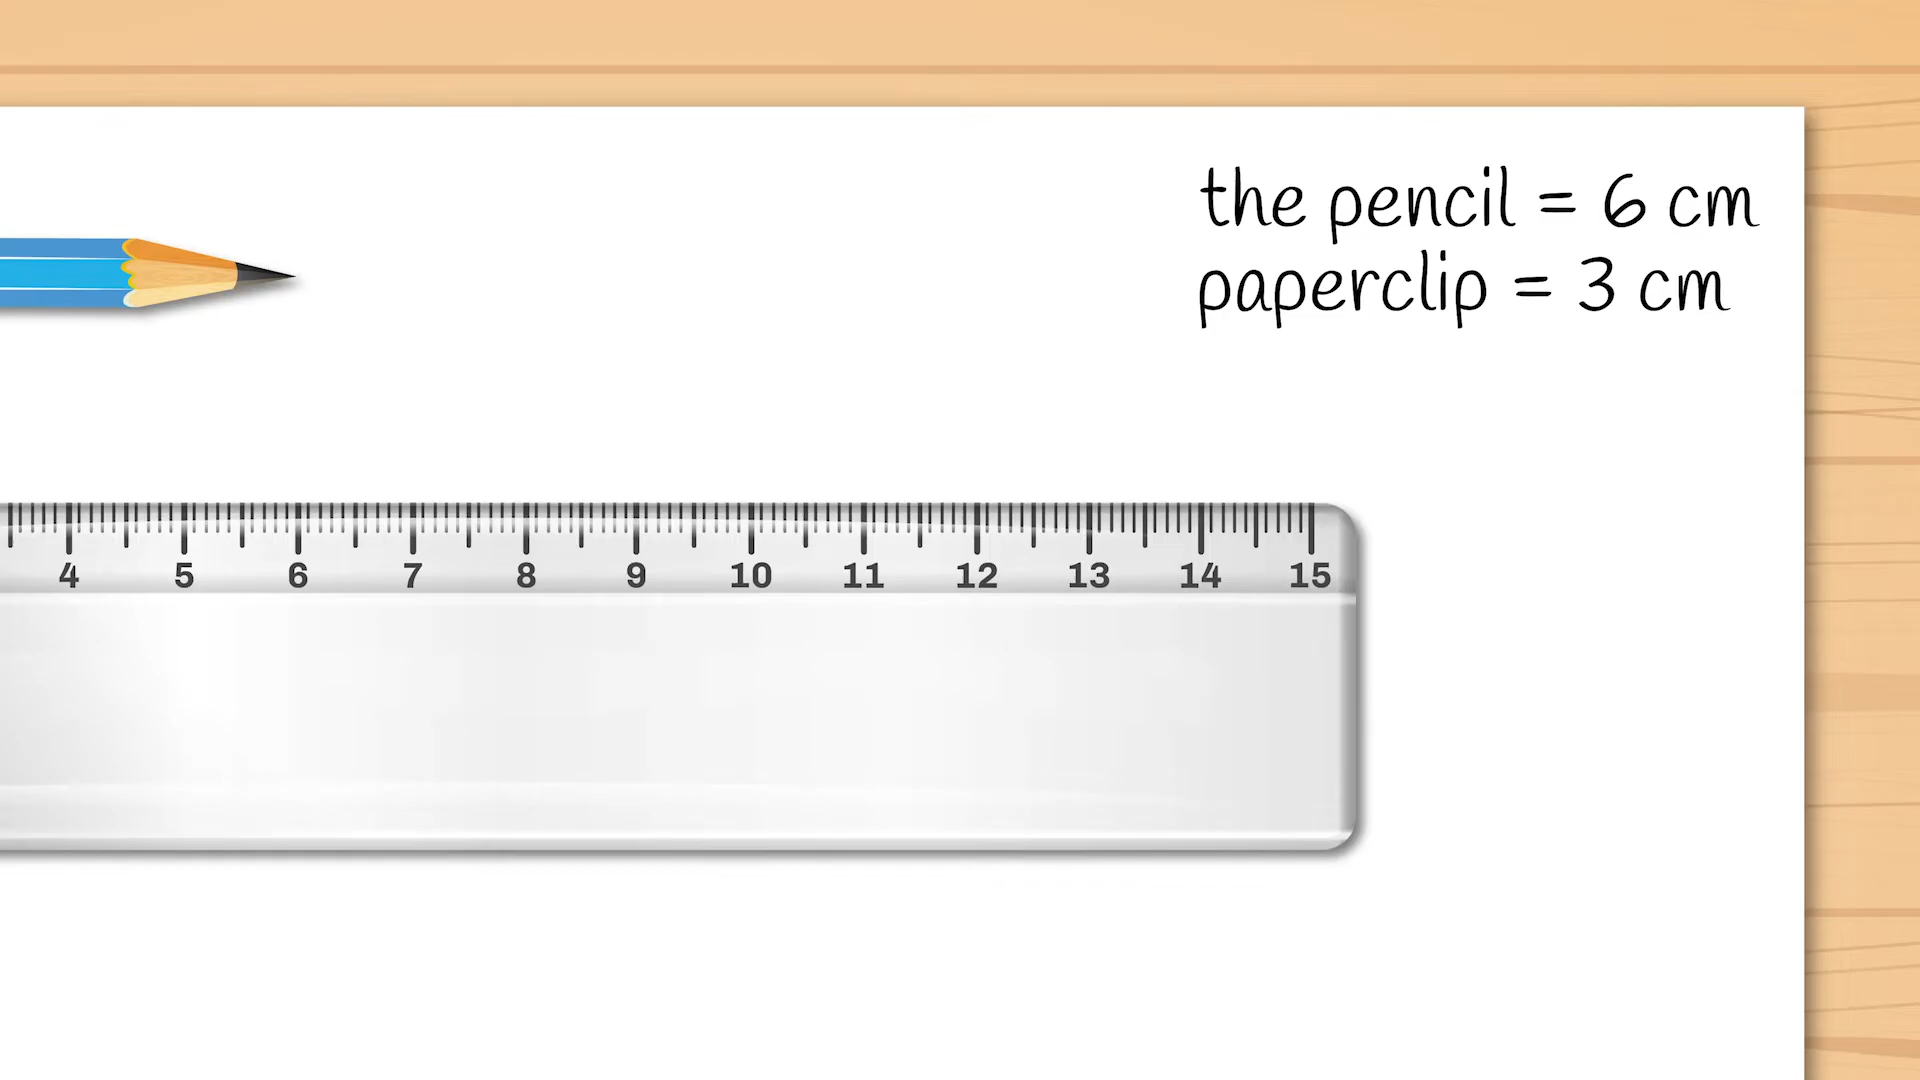 the pencil = 6 cm
paperclip = 3 cm
4 5 6 7 8 9 10 11 12 13 14 15